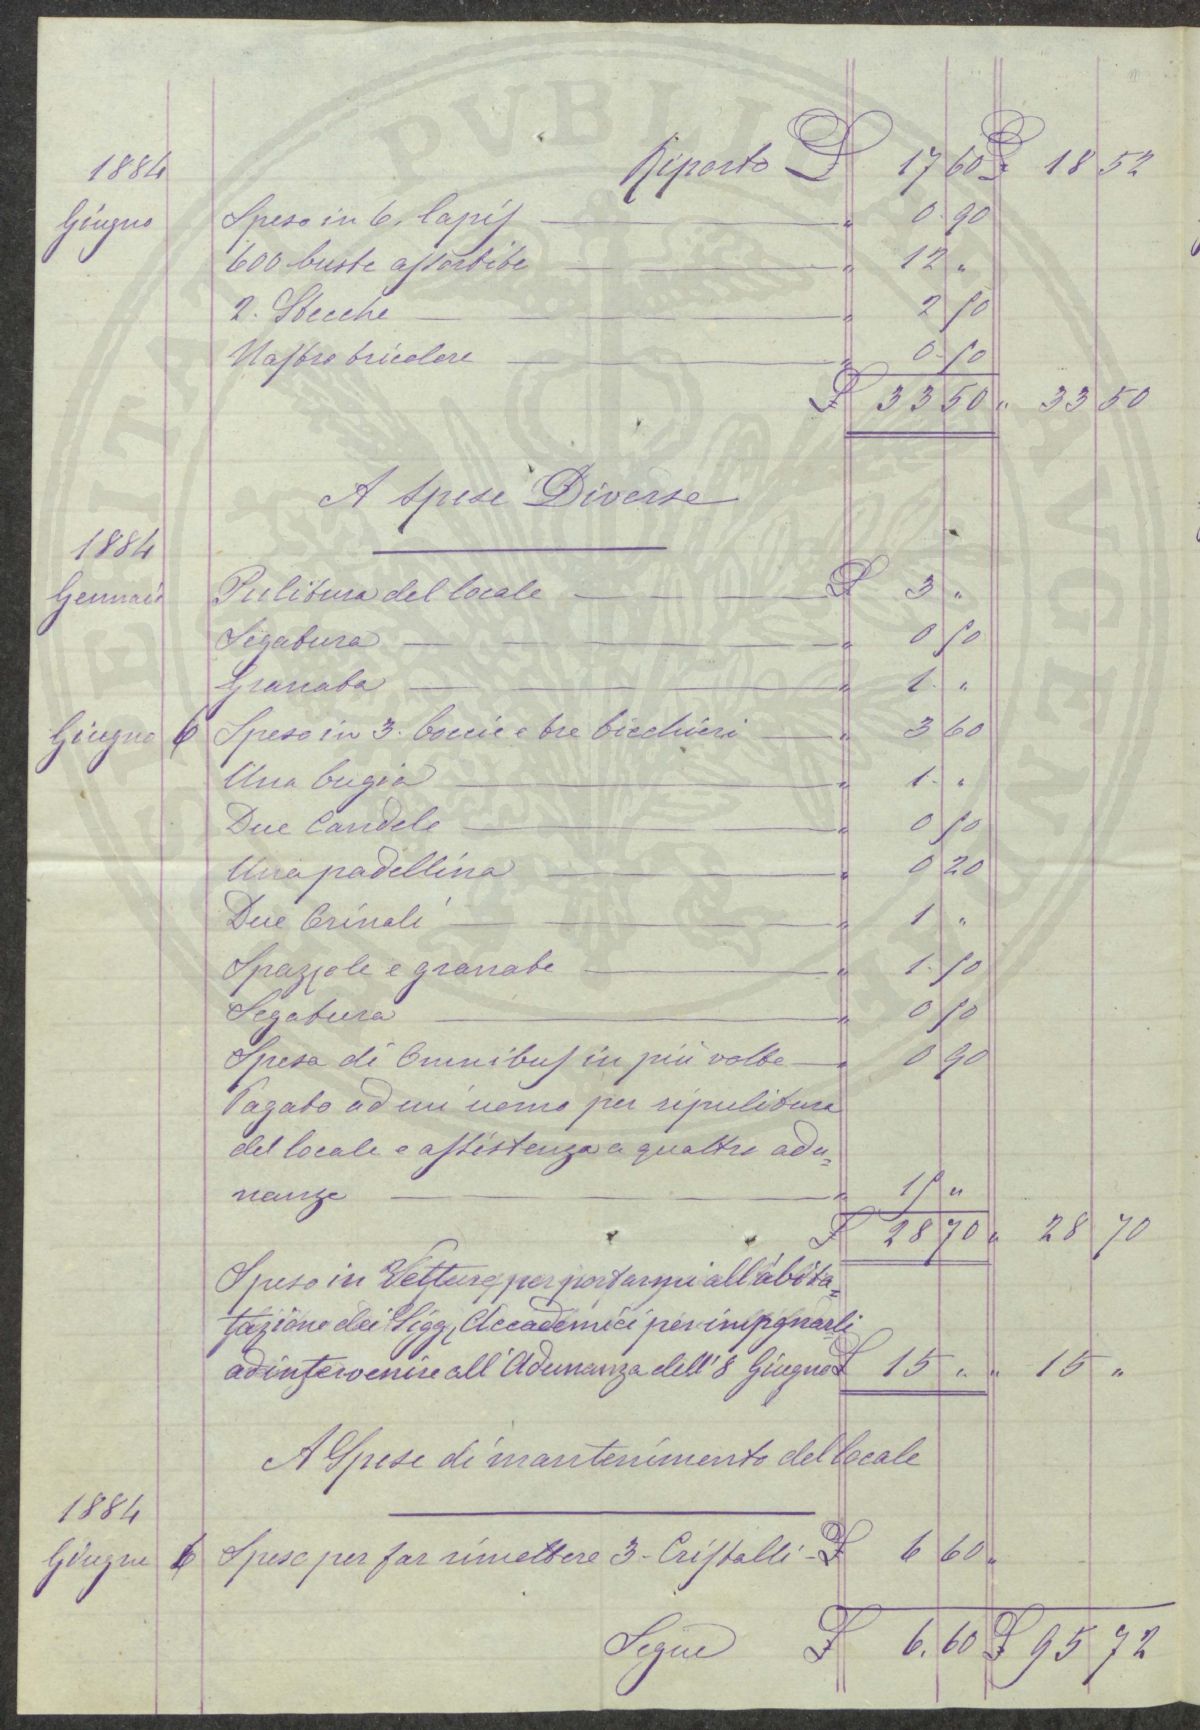 Riporto £ 17 60 £ 18 52
1884
Giugno Speso in 6. lapis " 0. 90
600 buste assortite " 12 "
2. Stecche " 2 50
Nastro tricolore " 0. 50
£ 33 50 " 33 50
A Spese Diverse
1884
Gennaio Pulitura del locale £ 3 "
Segatura " 0 50
Granata " 1. "
Giugno 6 Speso in 3. boccie e tre bicchieri " 3 60
Una bugia " 1. "
Due Candele " 0 50
Una padellina " 0 20
Due Orinali " 1 "
Spazzole e granate " 1. 50
Segatura " 0 50
Spesa di Omnibus in più volte " 0 90
Pagato ad un uomo per ripulitura
del locale e assistenza a quattro adu=
nanze " 15 "
£ 28 70 " 28 70
Speso in Vetture per portarmi all'abita=
tazione dei Sigg. Accademici per impgnarli
ad intervenire all'Adunanza dell'8 Giugno £ 15 " " 15 "
A Spese di mantenimento del locale
1884
Giugno 6 Spese per far rimettere 3 - Cristalli - £ 6 60 "
Segue £ 6. 60 £ 95 72